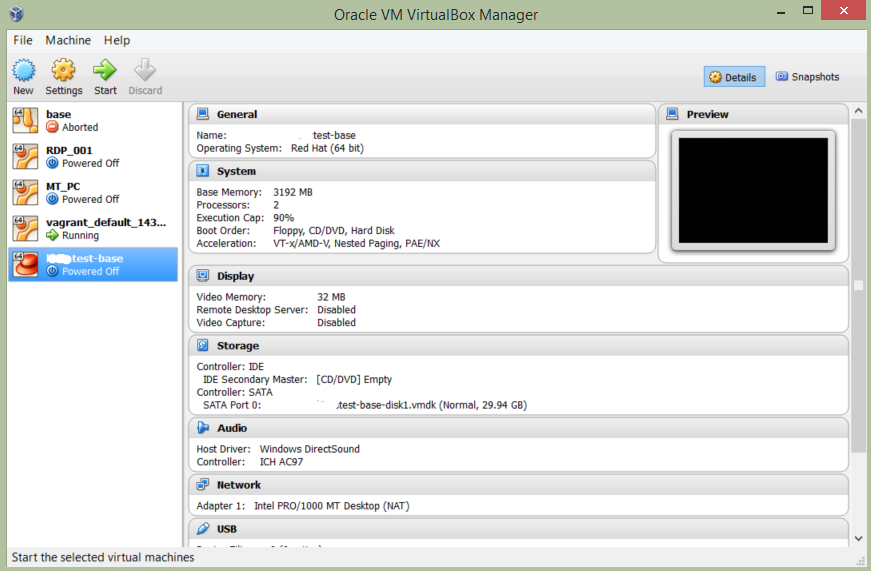 Oracle VM VirtualBox Manager
File Machine Help
New Settings Start Discard
Details Snapshots
64 base
Aborted
64 RDP_001
Powered Off
64 MT_PC
Powered Off
64 vagrant_default_143...
Running
64 test-base
Powered Off
General
Name: test-base
Operating System: Red Hat (64 bit)
System
Base Memory: 3192 MB
Processors: 2
Execution Cap: 90%
Boot Order: Floppy, CD/DVD, Hard Disk
Acceleration: VT-x/AMD-V, Nested Paging, PAE/NX
Preview
Display
Video Memory: 32 MB
Remote Desktop Server: Disabled
Video Capture: Disabled
Storage
Controller: IDE
IDE Secondary Master: [CD/DVD] Empty
Controller: SATA
SATA Port 0: test-base-disk1.vmdk (Normal, 29.94 GB)
Audio
Host Driver: Windows DirectSound
Controller: ICH AC97
Network
Adapter 1: Intel PRO/1000 MT Desktop (NAT)
USB
Start the selected virtual machines